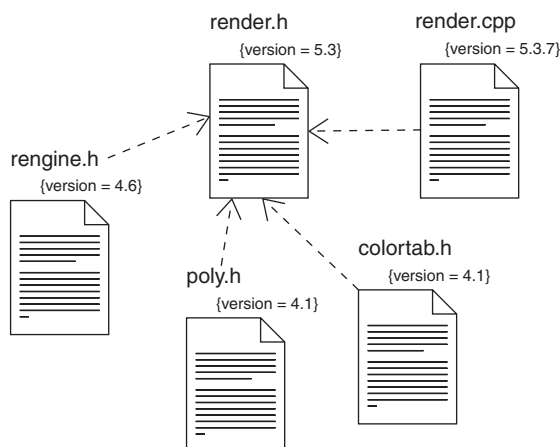 render.h
{version = 5.3}
render.cpp
{version = 5.3.7}
rengine.h
{version = 4.6}
colortab.h
{version = 4.1}
poly.h
{version = 4.1}